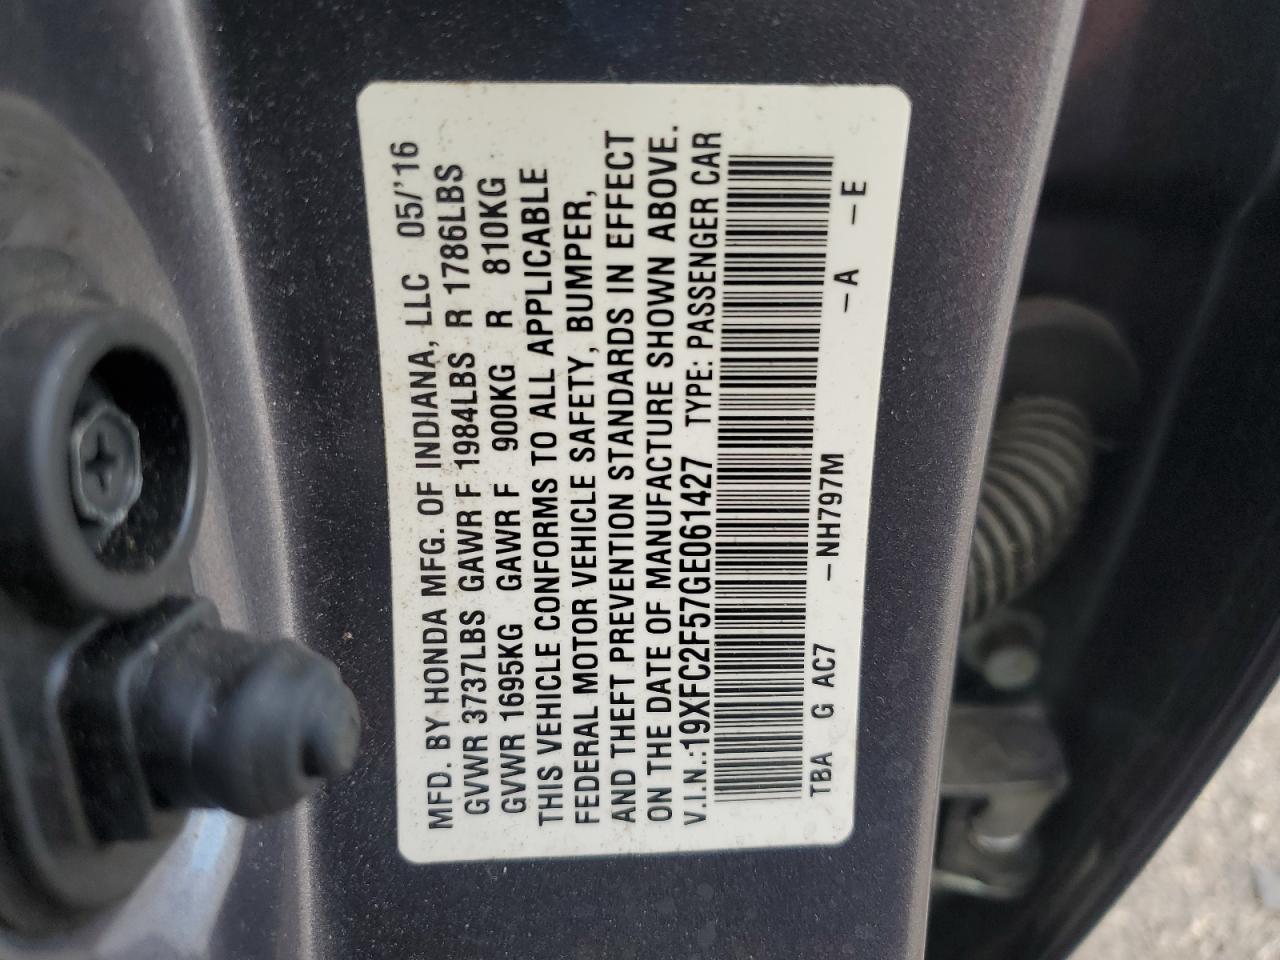 MFD. BY HONDA MFG. OF INDIANA, LLC 05/'16
GVWR 3737LBS GAWR F 1984LBS R 1786LBS
GVWR 1695KG GAWR F 900KG R 810KG
THIS VEHICLE CONFORMS TO ALL APPLICABLE
FEDERAL MOTOR VEHICLE SAFETY, BUMPER,
AND THEFT PREVENTION STANDARDS IN EFFECT
ON THE DATE OF MANUFACTURE SHOWN ABOVE.
V.I.N.:19XFC2F57GE061427 TYPE: PASSENGER CAR
TBA G AC7 -NH797M -A -E